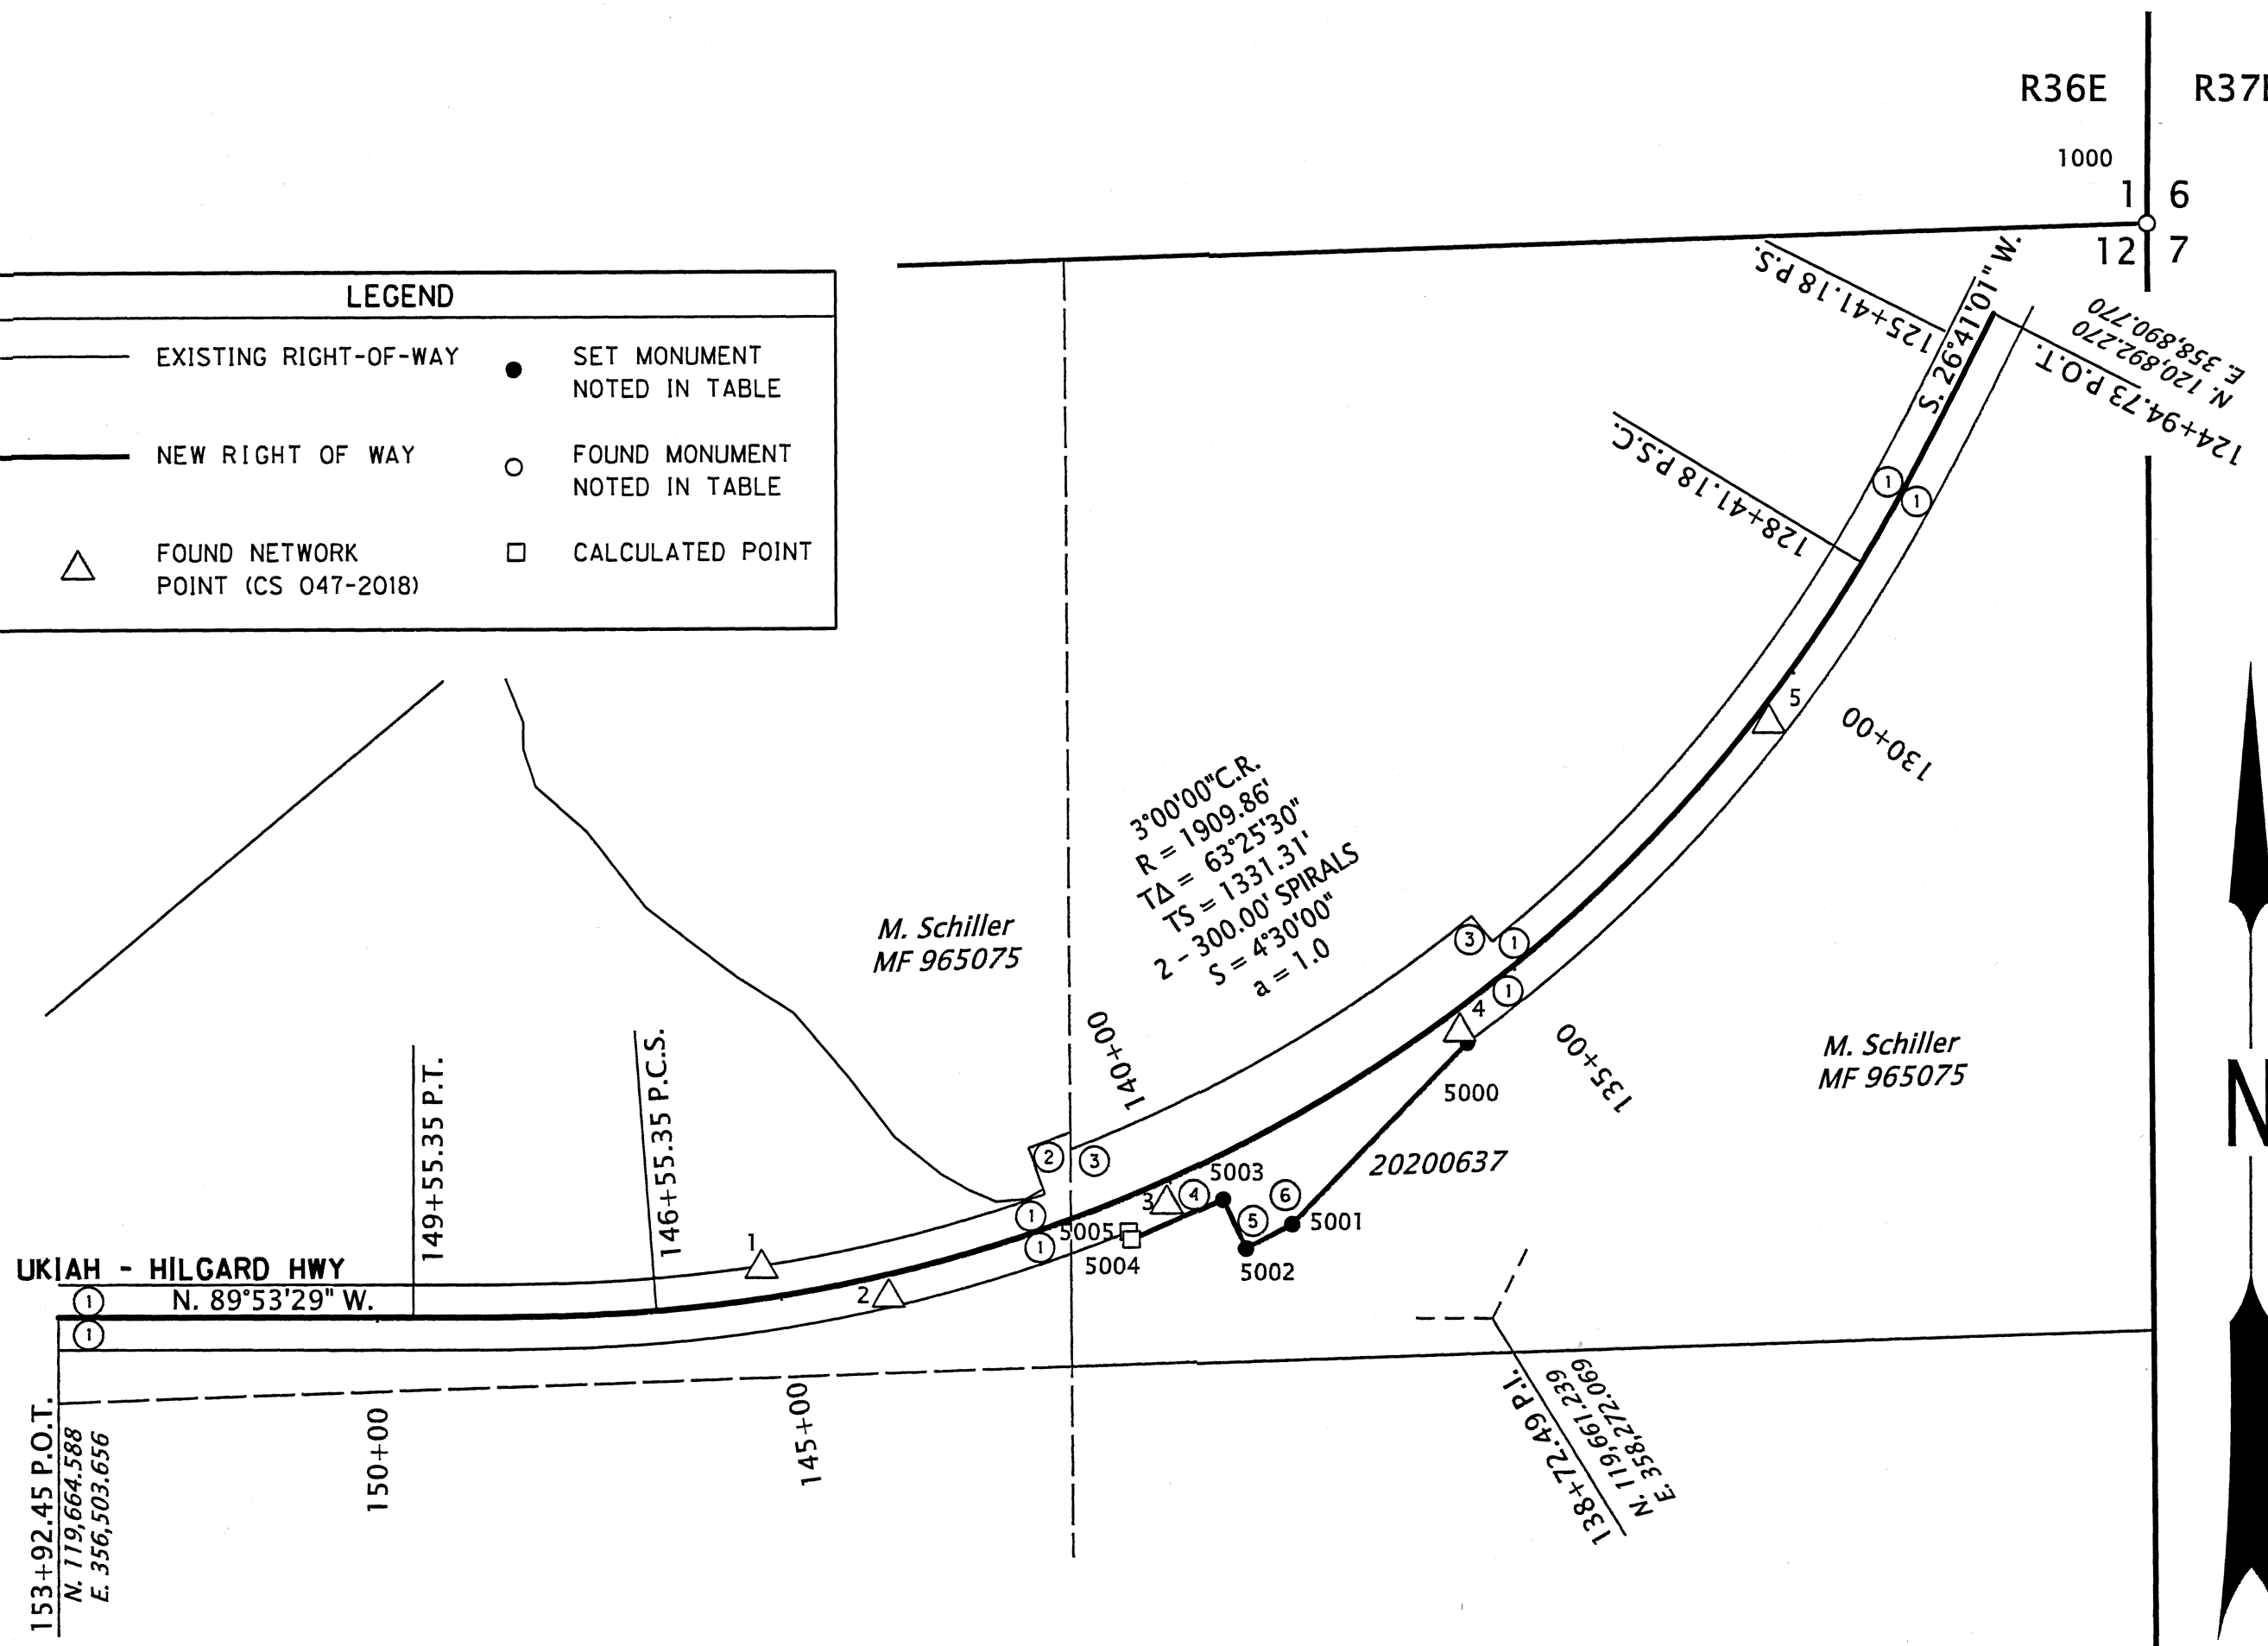 R36E
R37E
1000
1 6
12 7
LEGEND
EXISTING RIGHT-OF-WAY
SET MONUMENT
NOTED IN TABLE
NEW RIGHT OF WAY
FOUND MONUMENT
NOTED IN TABLE
FOUND NETWORK
POINT (CS 047-2018)
CALCULATED POINT
125+41.18 P.S.
S. 26°41'01" W.
124+94.73 P.O.T.
N. 120,892.270
E. 358,890.770
128+41.18 P.S.C.
1
1
5
130+00
3°00'00"C.R.
R = 1909.86'
TΔ = 63°25'30"
TS = 1331.31'
2 - 300.00' SPIRALS
S = 4°30'00"
a = 1.0
M. Schiller
MF 965075
3
1
1
4
140+00
135+00
M. Schiller
MF 965075
5000
20200637
2
3
5003
3
4
6
5
5001
5002
1
5005
1
5004
149+55.35 P.T.
146+55.35 P.C.S.
1
2
UKIAH - HILGARD HWY
1
N. 89°53'29" W.
1
153+92.45 P.O.T.
N. 119,664.588
E. 356,503.656
150+00
145+00
138+72.49 P.I.
N. 119,661.239
E. 358,272.069
N